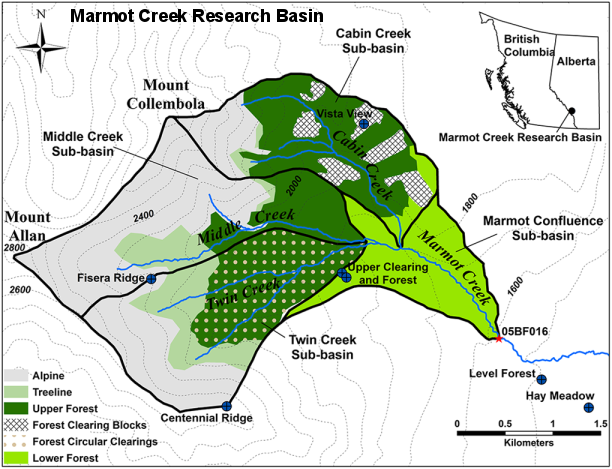 Marmot Creek Research Basin
N
Cabin Creek
Sub-basin
British
Columbia
Alberta
Marmot Creek Research Basin
Mount
Collembola
Vista View
Cabin Creek
Middle Creek
Sub-basin
2000
1800
2400
Middle Creek
Mount
Allan
Marmot Confluence
Sub-basin
2800
2600
Marmot Creek
Fisera Ridge
Upper Clearing
and Forest
1600
Twin Creek
05BF016
Twin Creek
Sub-basin
Level Forest
Hay Meadow
Centennial Ridge
Alpine
Treeline
Upper Forest
Forest Clearing Blocks
Forest Circular Clearings
Lower Forest
0 0.5 1 1.5
Kilometers